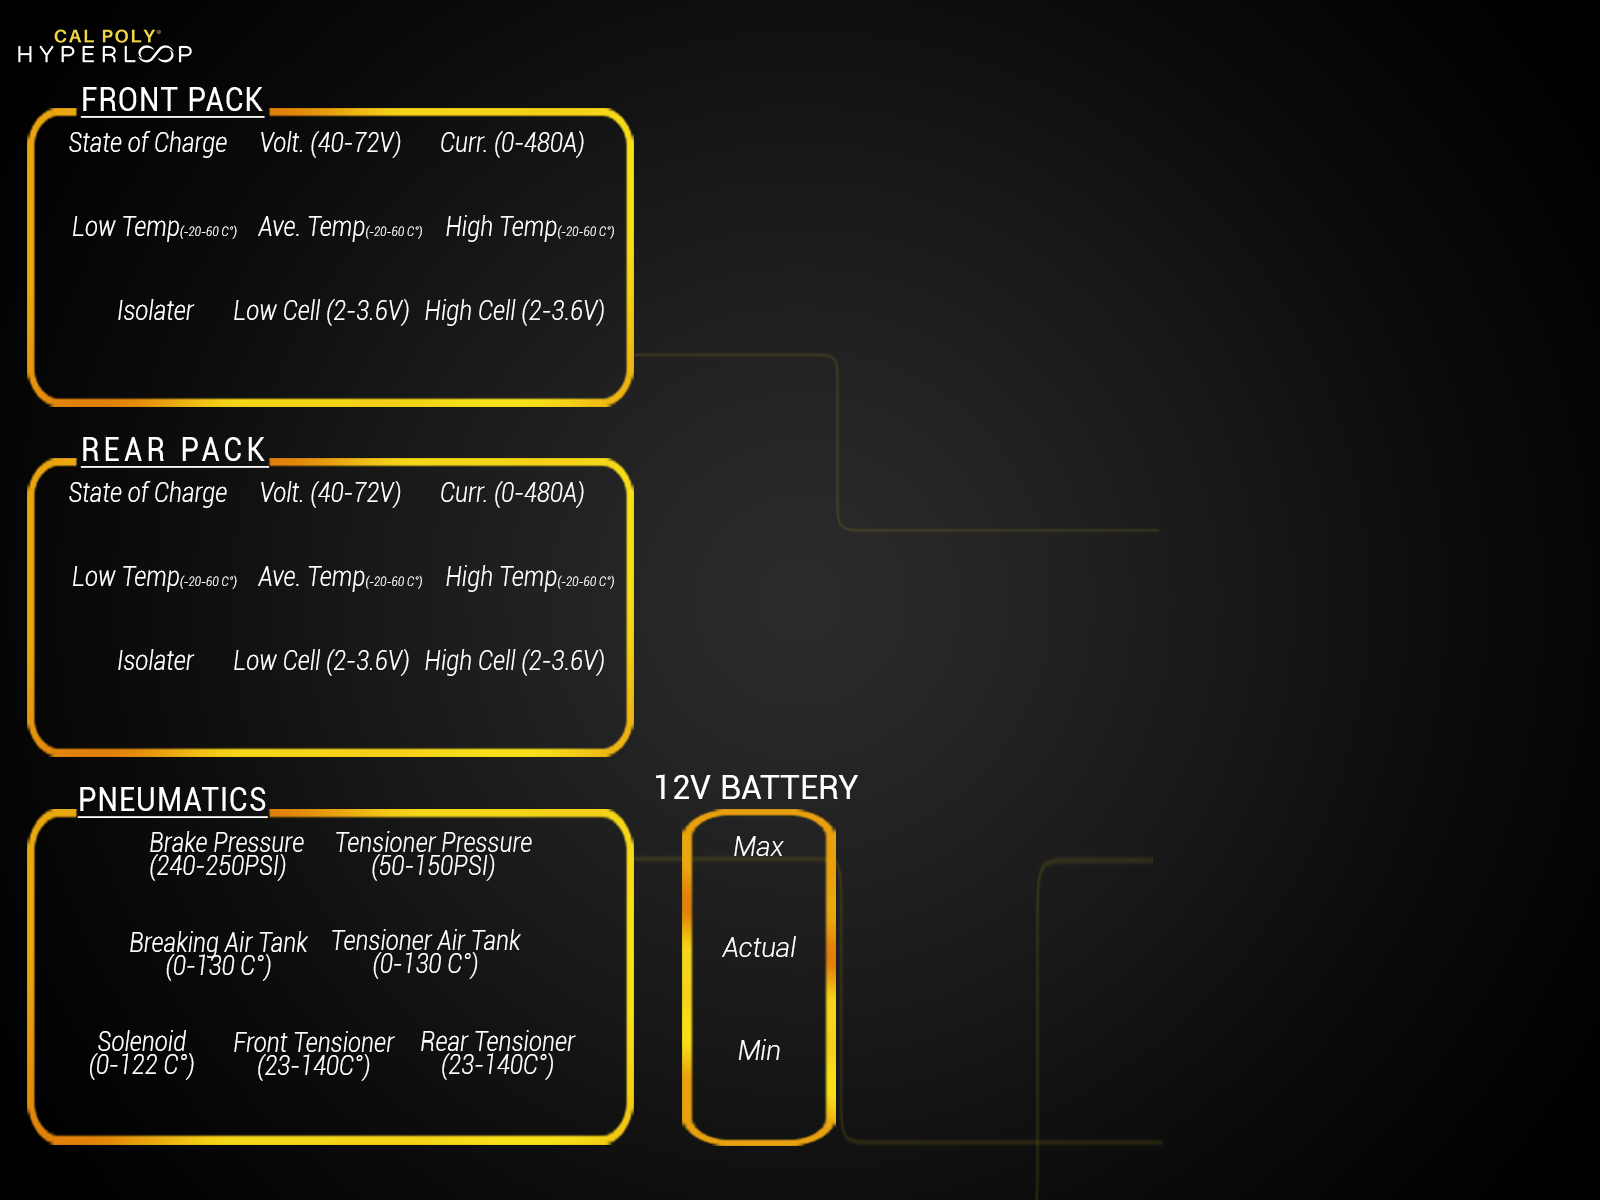 CAL POLY®
HYPERLOOP
FRONT PACK
State of Charge Volt. (40-72V) Curr. (0-480A)
Low Temp(-20-60 C°) Ave. Temp(-20-60 C°) High Temp(-20-60 C°)
Isolater Low Cell (2-3.6V) High Cell (2-3.6V)
REAR PACK
State of Charge Volt. (40-72V) Curr. (0-480A)
Low Temp(-20-60 C°) Ave. Temp(-20-60 C°) High Temp(-20-60 C°)
Isolater Low Cell (2-3.6V) High Cell (2-3.6V)
PNEUMATICS
Brake Pressure Tensioner Pressure
(240-250PSI) (50-150PSI)
Breaking Air Tank Tensioner Air Tank
(0-130 C°) (0-130 C°)
Solenoid Front Tensioner Rear Tensioner
(0-122 C°) (23-140C°) (23-140C°)
12V BATTERY
Max
Actual
Min